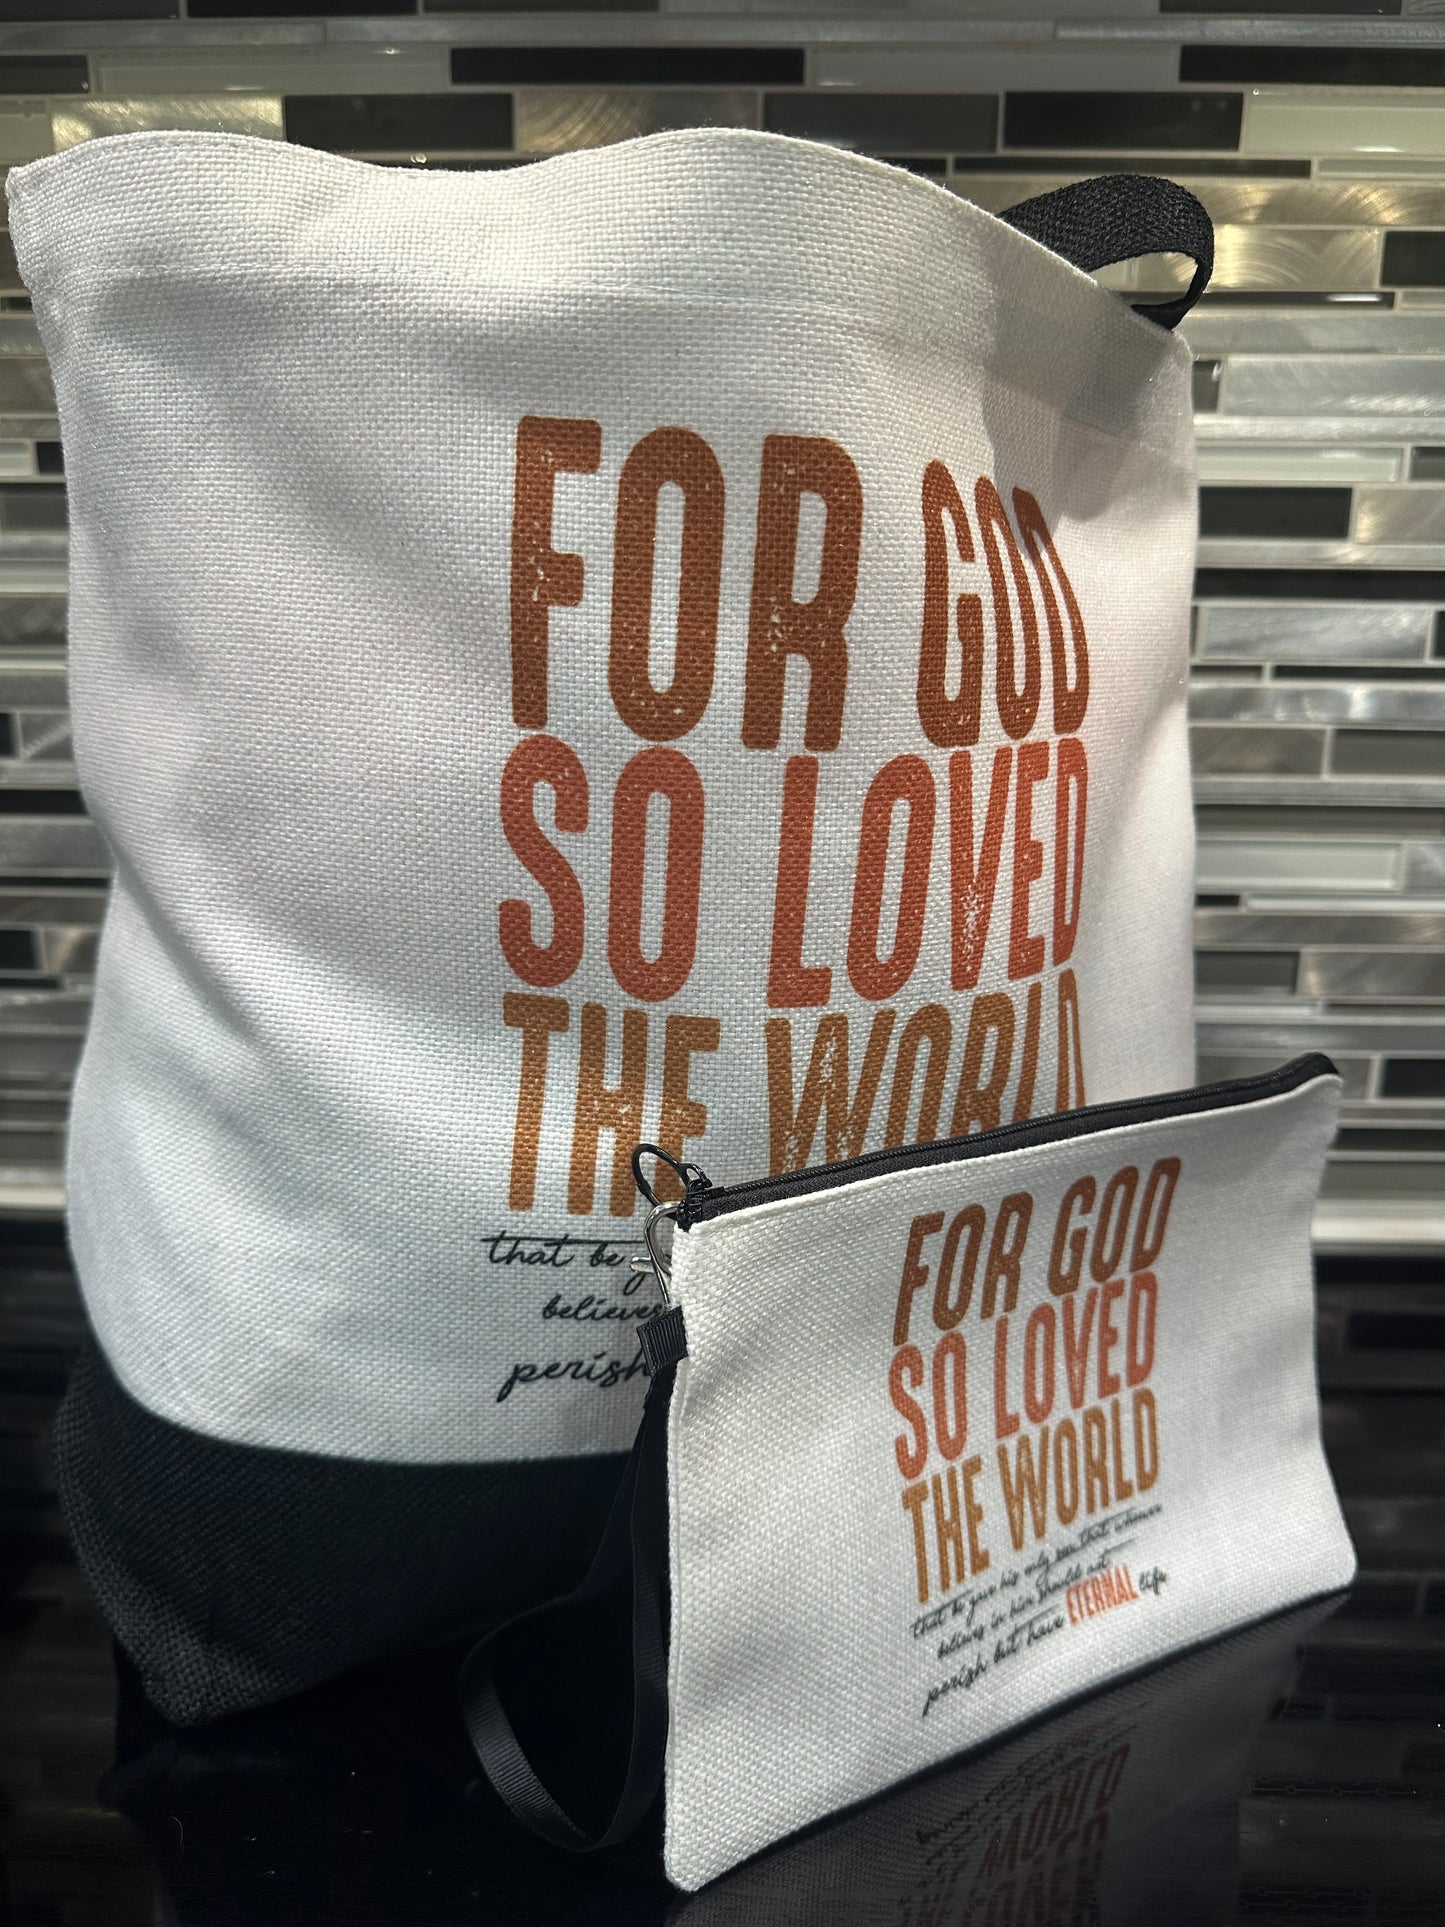 FOR GOD
SO LOVED
THE WORLD
that he
believes
perish
FOR GOD
SO LOVED
THE WORLD
that he gave his only son that whoever
believes in him should not
perish but have ETERNAL life